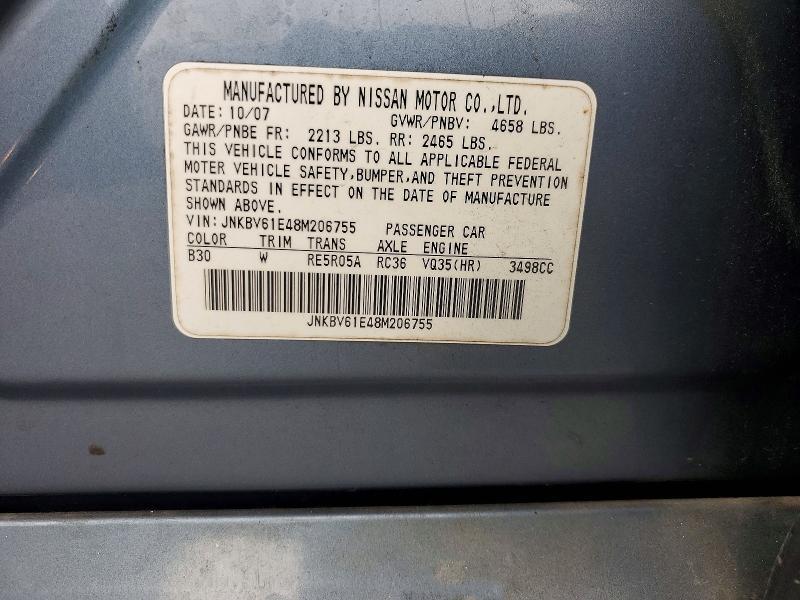 MANUFACTURED BY NISSAN MOTOR CO.,LTD.
DATE: 10/07 GVWR/PNBV: 4658 LBS.
GAWR/PNBE FR: 2213 LBS. RR: 2465 LBS.
THIS VEHICLE CONFORMS TO ALL APPLICABLE FEDERAL
MOTER VEHICLE SAFETY,BUMPER,AND THEFT PREVENTION
STANDARDS IN EFFECT ON THE DATE OF MANUFACTURE
SHOWN ABOVE.
VIN: JNKBV61E48M206755 PASSENGER CAR
COLOR TRIM TRANS AXLE ENGINE
B30 W RE5R05A RC36 VQ35(HR) 3498CC
JNKBV61E48M206755